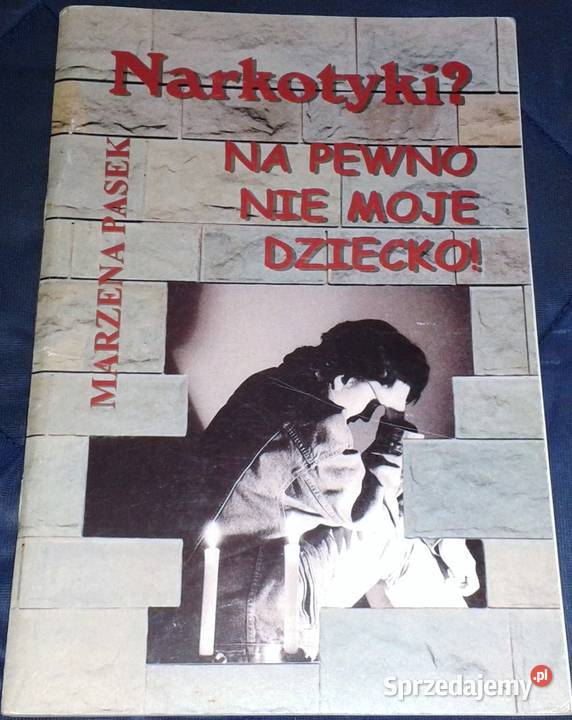 Narkotyki?
NA PEWNO
NIE MOJE
DZIECKO!
MARZENA PASEK
Sprzedajemy.pl